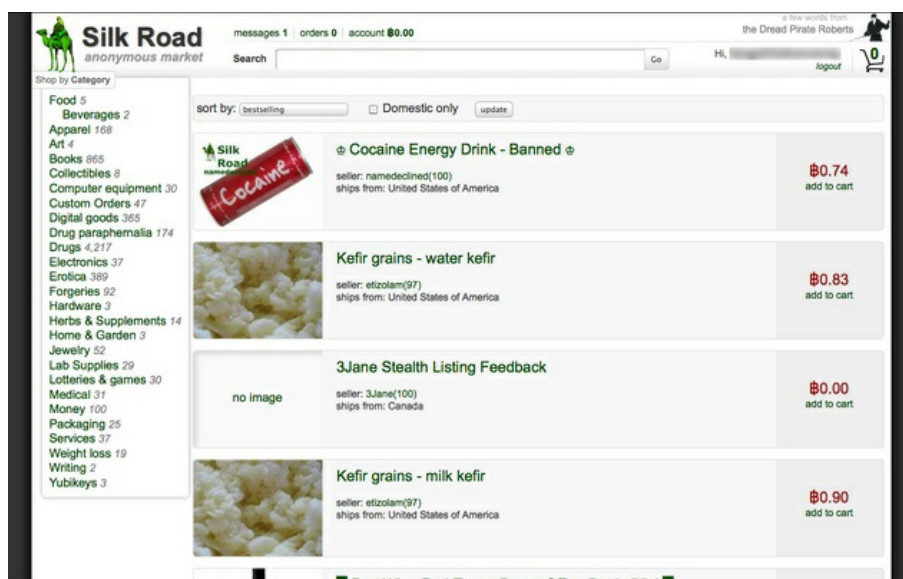 Silk Road
anonymous market
messages 1 orders 0 account ฿0.00
a few words from
the Dread Pirate Roberts
Search
Go
Hi,
logout
0
Shop by Category
Food 5
Beverages 2
Apparel 168
Art 4
Books 865
Collectibles 8
Computer equipment 30
Custom Orders 47
Digital goods 365
Drug paraphernalia 174
Drugs 4,217
Electronics 37
Erotica 389
Forgeries 92
Hardware 3
Herbs & Supplements 14
Home & Garden 3
Jewelry 52
Lab Supplies 29
Lotteries & games 30
Medical 31
Money 100
Packaging 25
Services 37
Weight loss 19
Writing 2
Yubikeys 3
sort by: bestselling Domestic only update
Silk
Road
namedeclined
Cocaine
♔ Cocaine Energy Drink - Banned ♔
seller: namedeclined(100)
ships from: United States of America
฿0.74
add to cart
Kefir grains - water kefir
seller: etizolam(97)
ships from: United States of America
฿0.83
add to cart
no image
3Jane Stealth Listing Feedback
seller: 3Jane(100)
ships from: Canada
฿0.00
add to cart
Kefir grains - milk kefir
seller: etizolam(97)
ships from: United States of America
฿0.90
add to cart